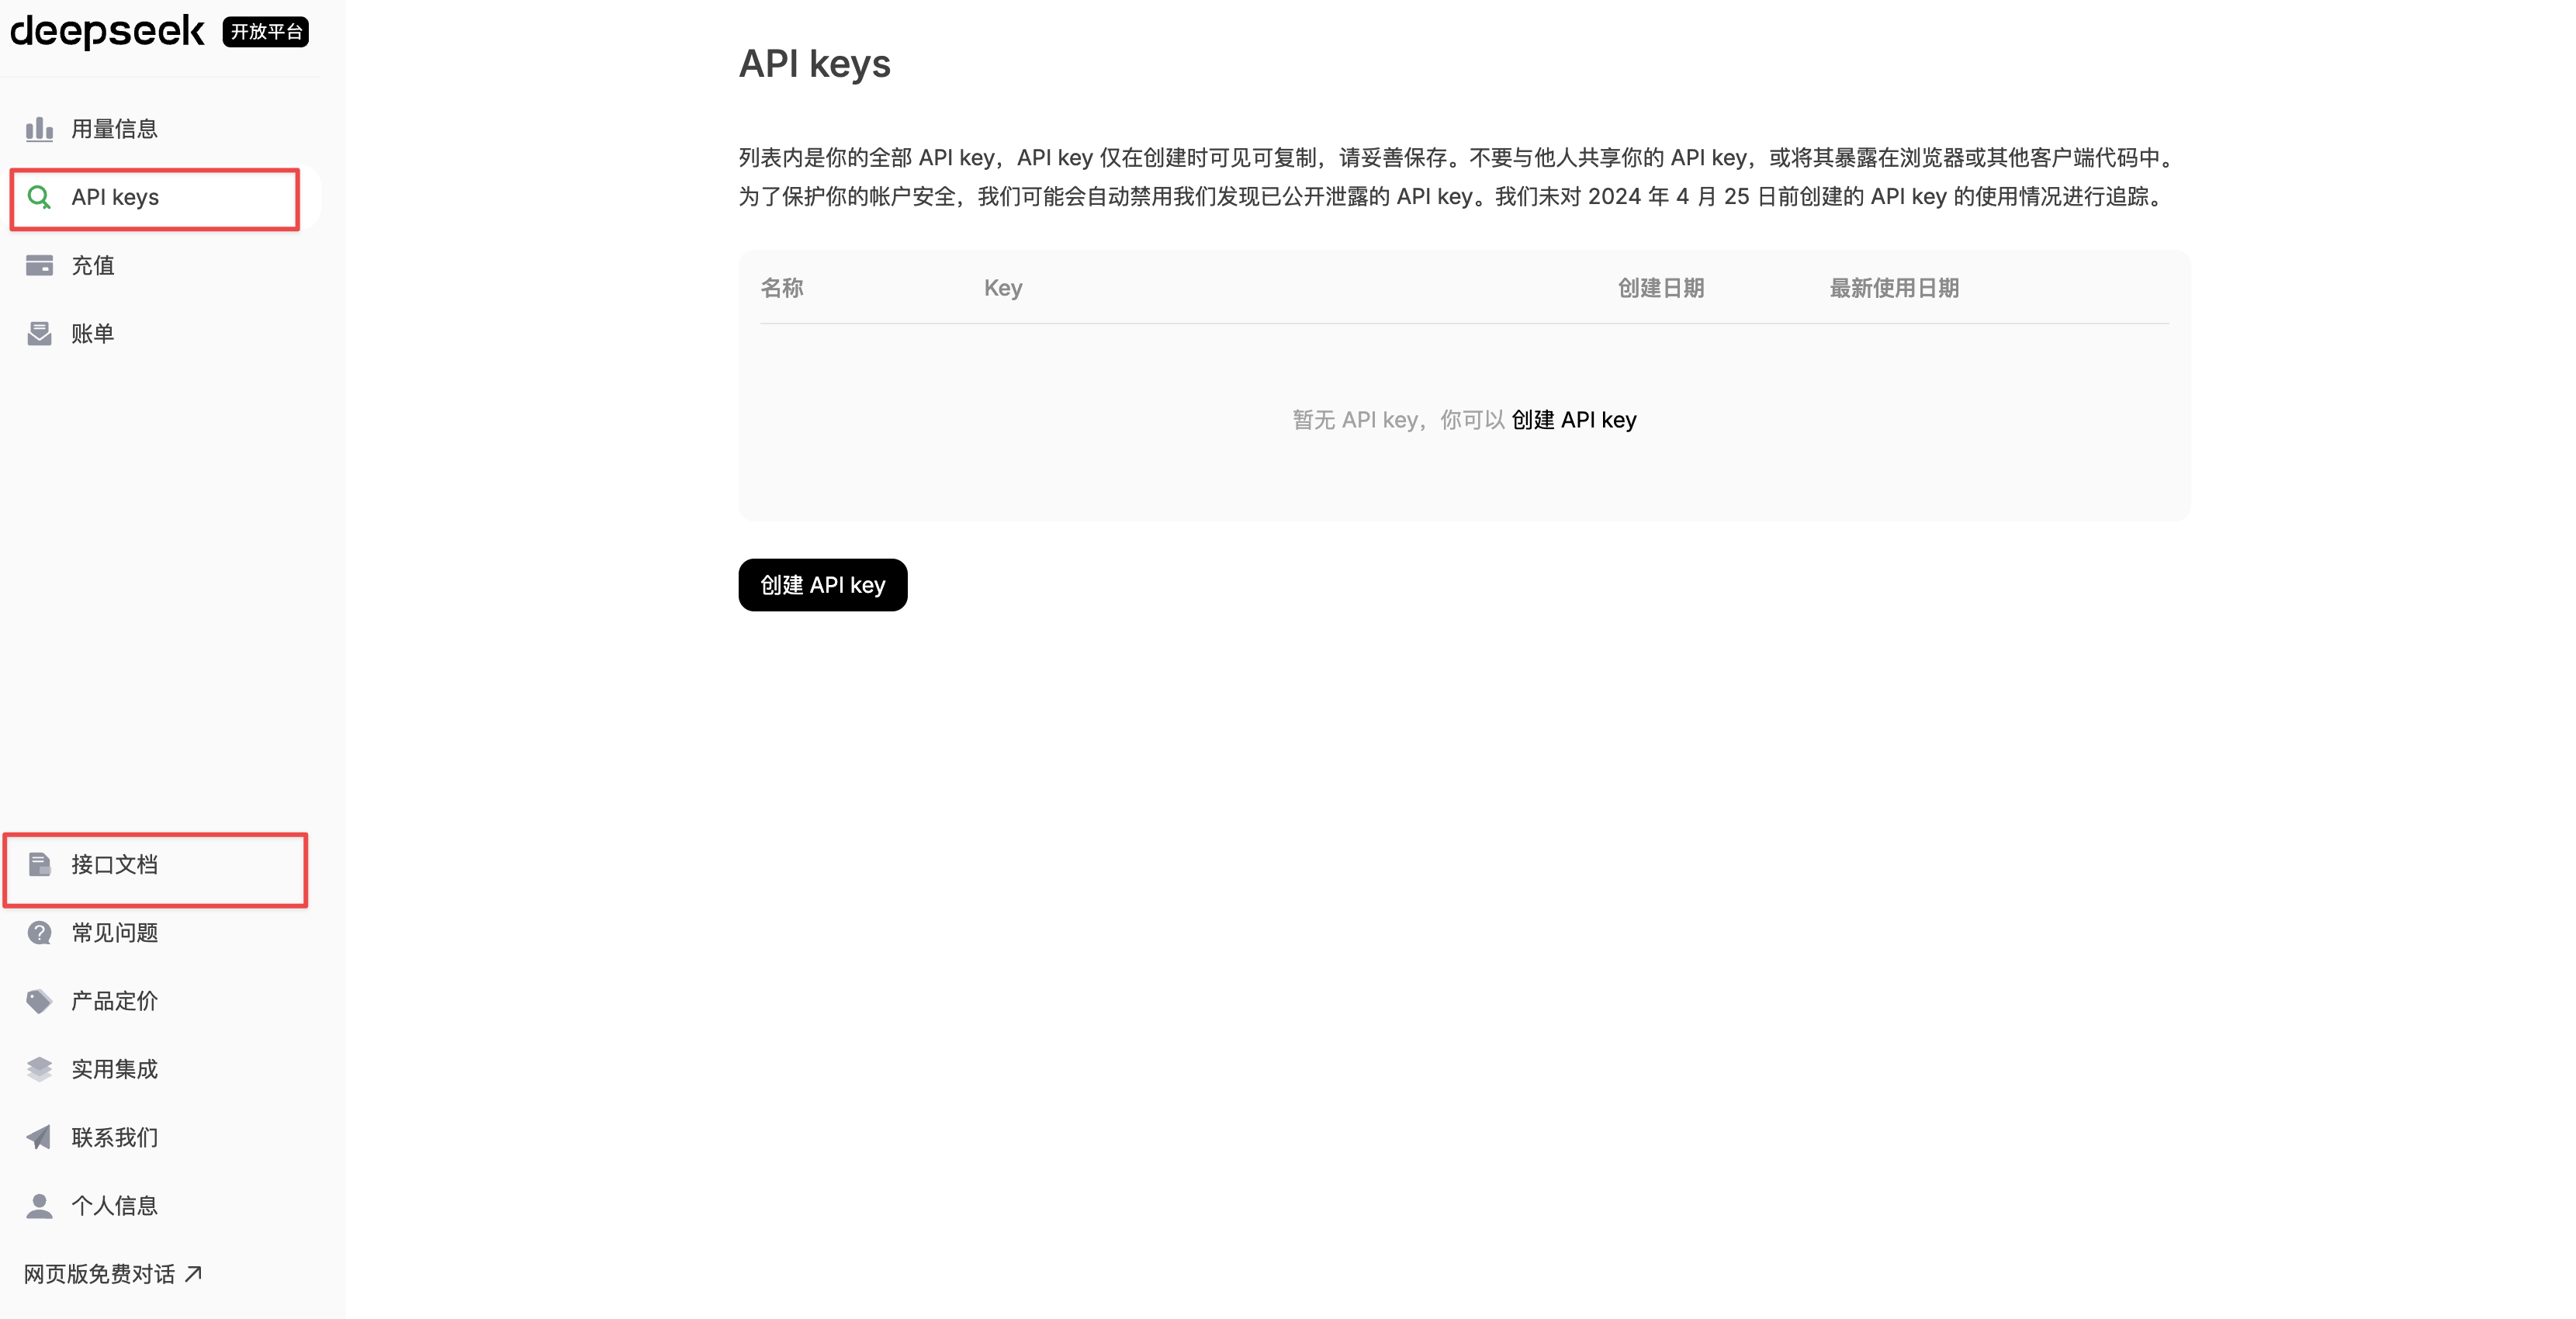 deepseek 开放平台
用量信息
API keys
充值
账单
接口文档
常见问题
产品定价
实用集成
联系我们
个人信息
网页版免费对话
API keys
列表内是你的全部 API key，API key 仅在创建时可见可复制，请妥善保存。不要与他人共享你的 API key，或将其暴露在浏览器或其他客户端代码中。
为了保护你的帐户安全，我们可能会自动禁用我们发现已公开泄露的 API key。我们未对 2024 年 4 月 25 日前创建的 API key 的使用情况进行追踪。
名称 Key 创建日期 最新使用日期
暂无 API key，你可以 创建 API key
创建 API key